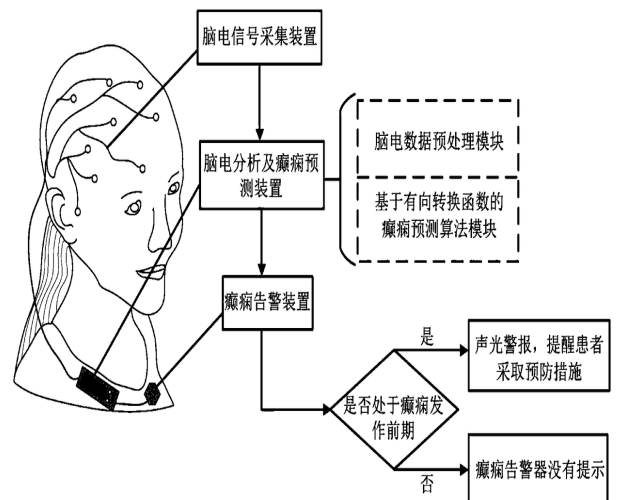 脑电信号采集装置
脑电分析及癫痫预
测装置
脑电数据预处理模块
基于有向转换函数的
癫痫预测算法模块
癫痫告警装置
是
声光警报，提醒患者
采取预防措施
是否处于癫痫发
作前期
否
癫痫告警器没有提示